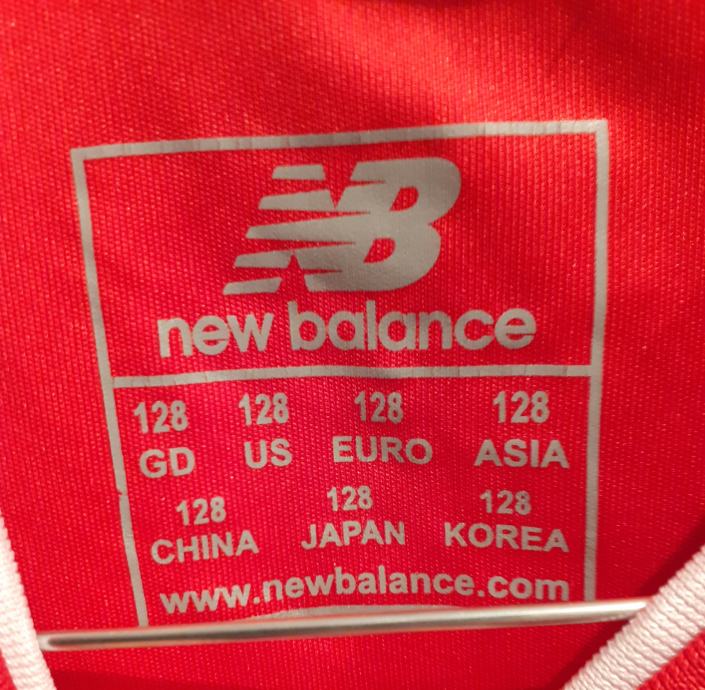 NB
new balance
128 128 128 128
GD US EURO ASIA
128 128 128
CHINA JAPAN KOREA
www.newbalance.com